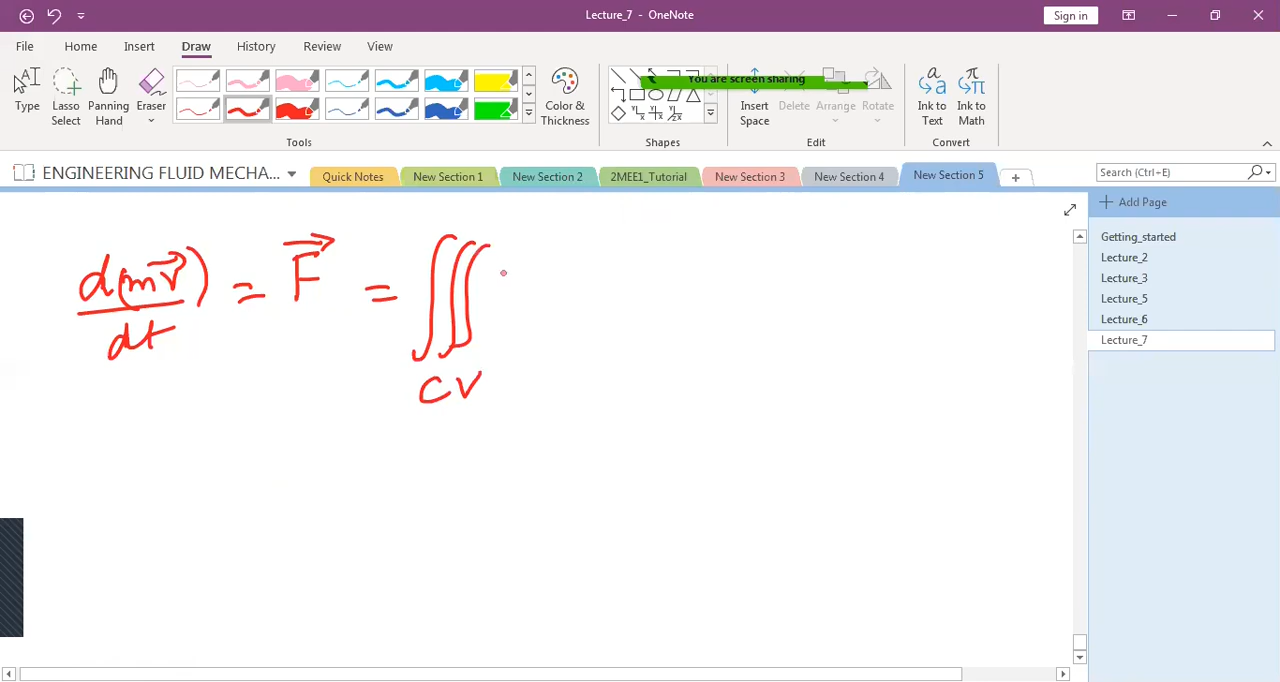 Lecture_7 - OneNote
Sign in
File Home Insert Draw History Review View
You are screen sharing
Type Lasso Select Panning Hand Eraser Color & Thickness Insert Space Delete Arrange Rotate Ink to Text Ink to Math
Tools Shapes Edit Convert
ENGINEERING FLUID MECHA... Quick Notes New Section 1 New Section 2 2MEE1_Tutorial New Section 3 New Section 4 New Section 5 + Search (Ctrl+E)
Add Page
Getting_started
Lecture_2
Lecture_3
Lecture_5
Lecture_6
Lecture_7
d(mv⃗)/dt = F⃗ = ∭
CV